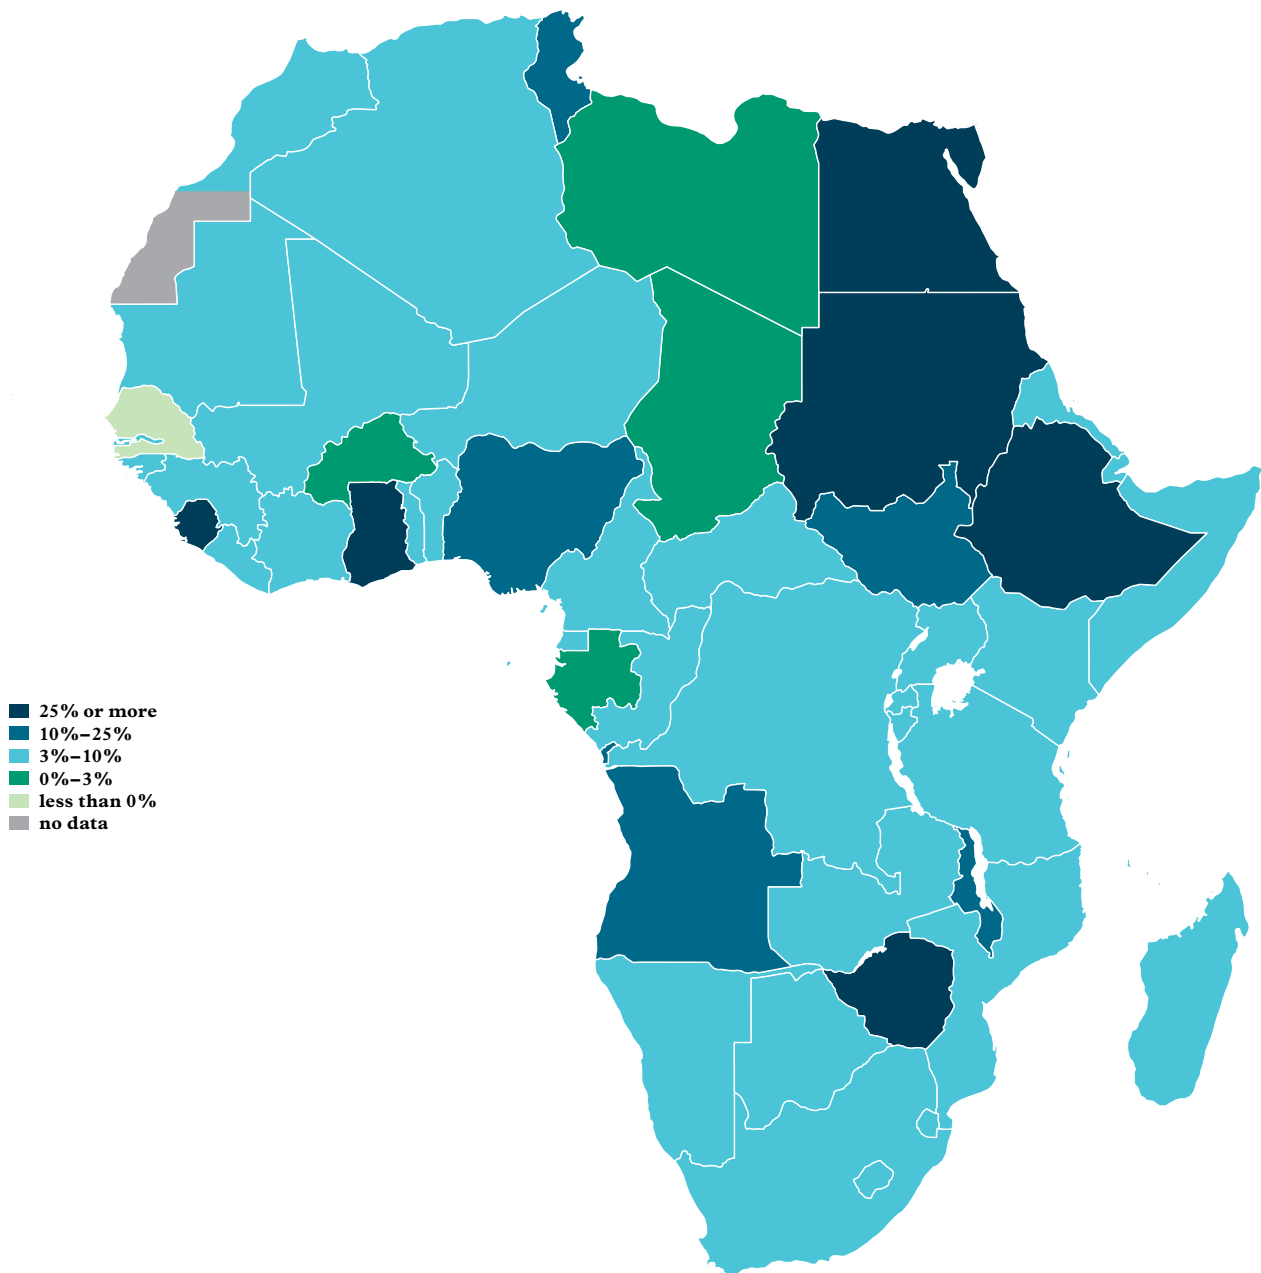 25% or more
10%–25%
3%–10%
0%–3%
less than 0%
no data